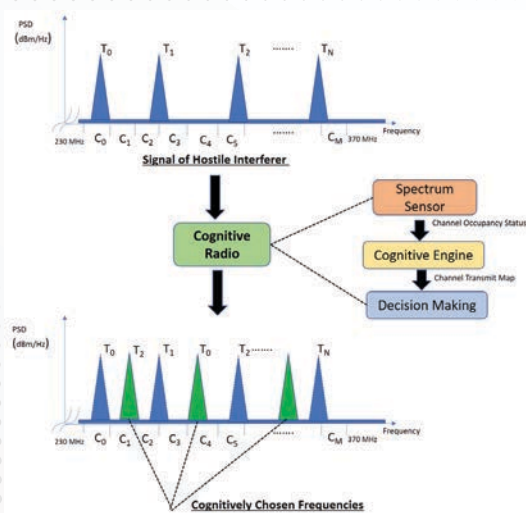 PSD
(dBm/Hz)
T0 T1 T2 ........ TN
Frequency
230 MHz C0 C1 C2 C3 C4 C5 ........ CM 370 MHz
Signal of Hostile Interferer
Cognitive
Radio
Spectrum
Sensor
Channel Occupancy Status
Cognitive Engine
Channel Transmit Map
Decision Making
PSD
(dBm/Hz)
T0 T2 T1 T0 T2 ........ TN
Frequency
230 MHz C0 C1 C2 C3 C4 C5 ........ CM 370 MHz
Cognitively Chosen Frequencies